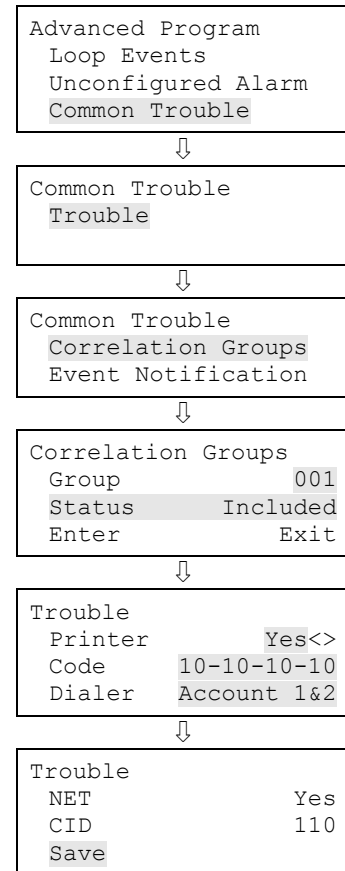 Advanced Program
Loop Events
Unconfigured Alarm
Common Trouble
⇩
Common Trouble
Trouble
⇩
Common Trouble
Correlation Groups
Event Notification
⇩
Correlation Groups
Group 001
Status Included
Enter Exit
⇩
Trouble
Printer Yes<>
Code 10-10-10-10
Dialer Account 1&2
⇩
Trouble
NET Yes
CID 110
Save